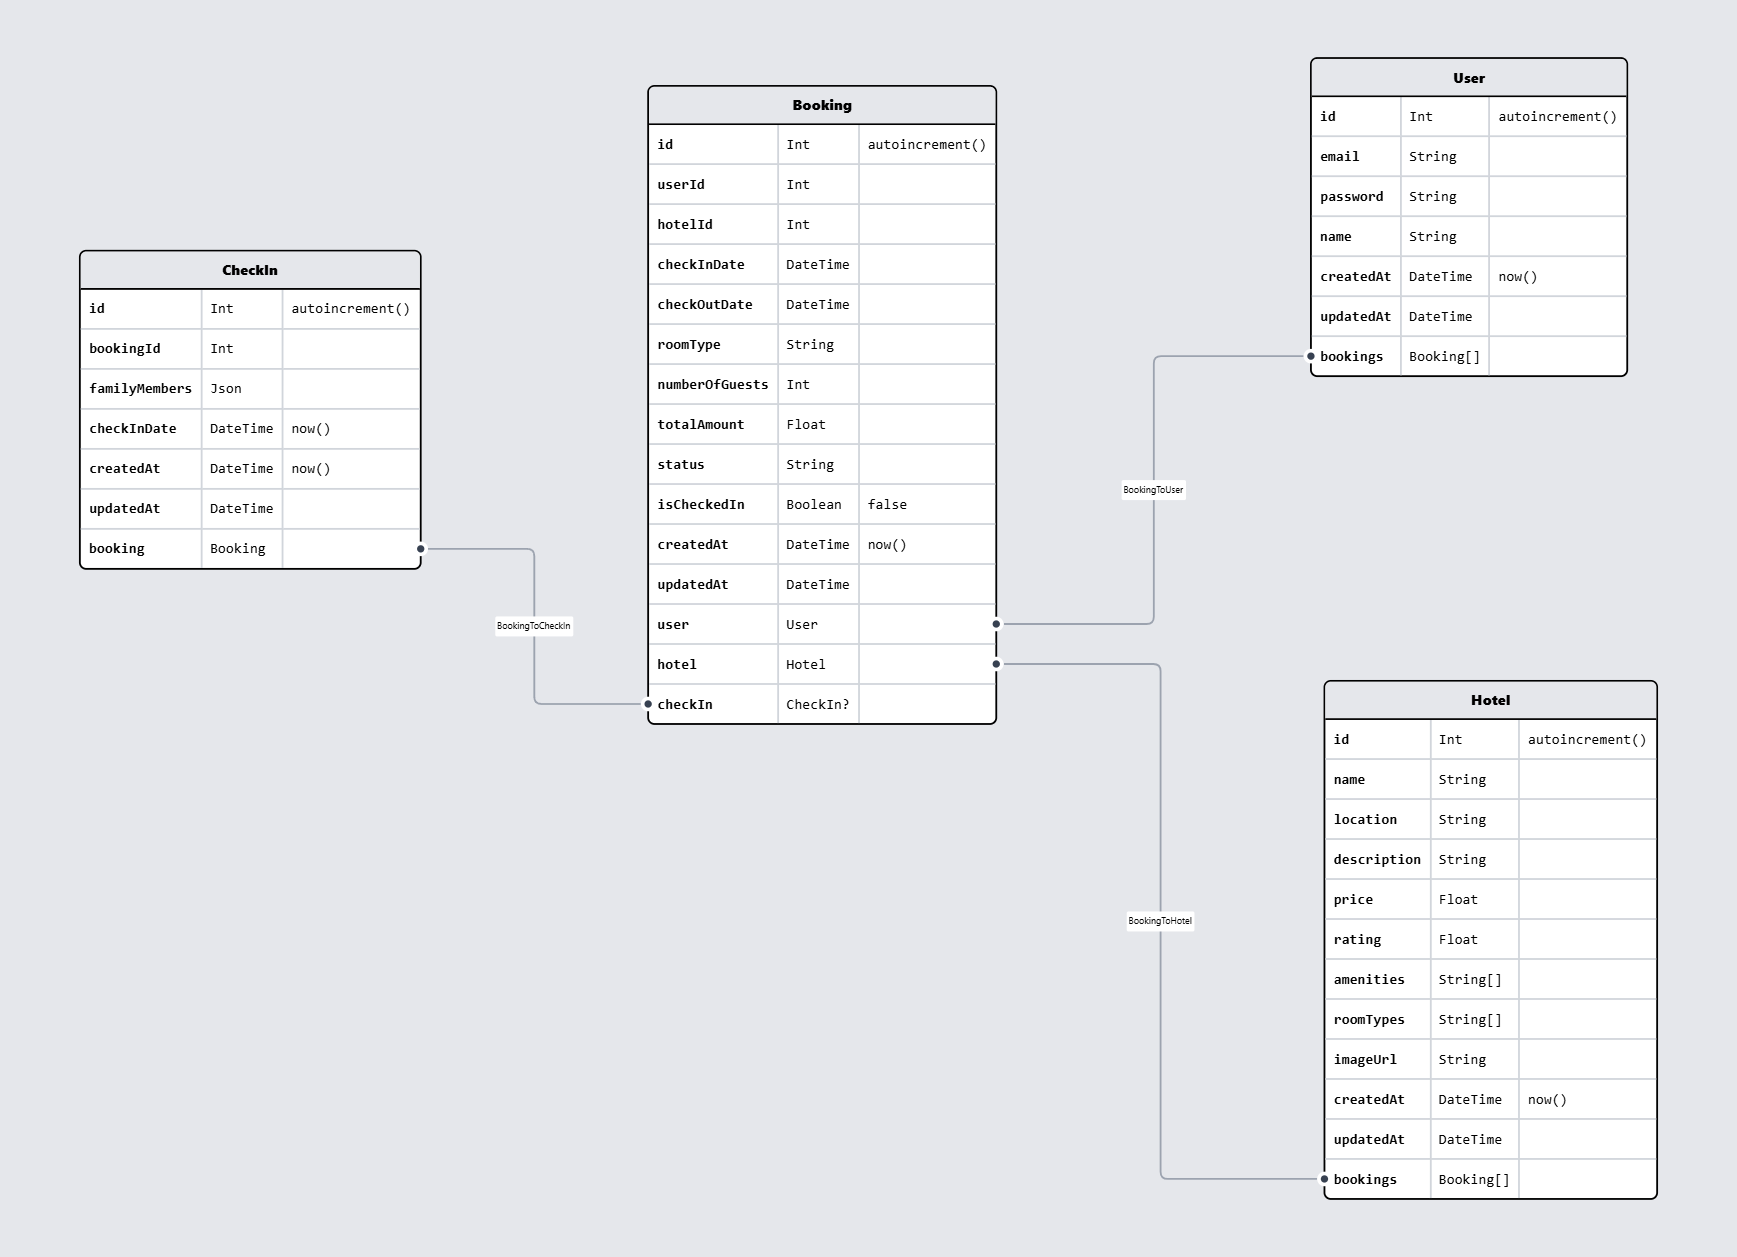 CheckIn
id Int autoincrement()
bookingId Int
familyMembers Json
checkInDate DateTime now()
createdAt DateTime now()
updatedAt DateTime
booking Booking
BookingToCheckIn
Booking
id Int autoincrement()
userId Int
hotelId Int
checkInDate DateTime
checkOutDate DateTime
roomType String
numberOfGuests Int
totalAmount Float
status String
isCheckedIn Boolean false
createdAt DateTime now()
updatedAt DateTime
user User
hotel Hotel
checkIn CheckIn?
BookingToUser
BookingToHotel
User
id Int autoincrement()
email String
password String
name String
createdAt DateTime now()
updatedAt DateTime
bookings Booking[]
Hotel
id Int autoincrement()
name String
location String
description String
price Float
rating Float
amenities String[]
roomTypes String[]
imageUrl String
createdAt DateTime now()
updatedAt DateTime
bookings Booking[]